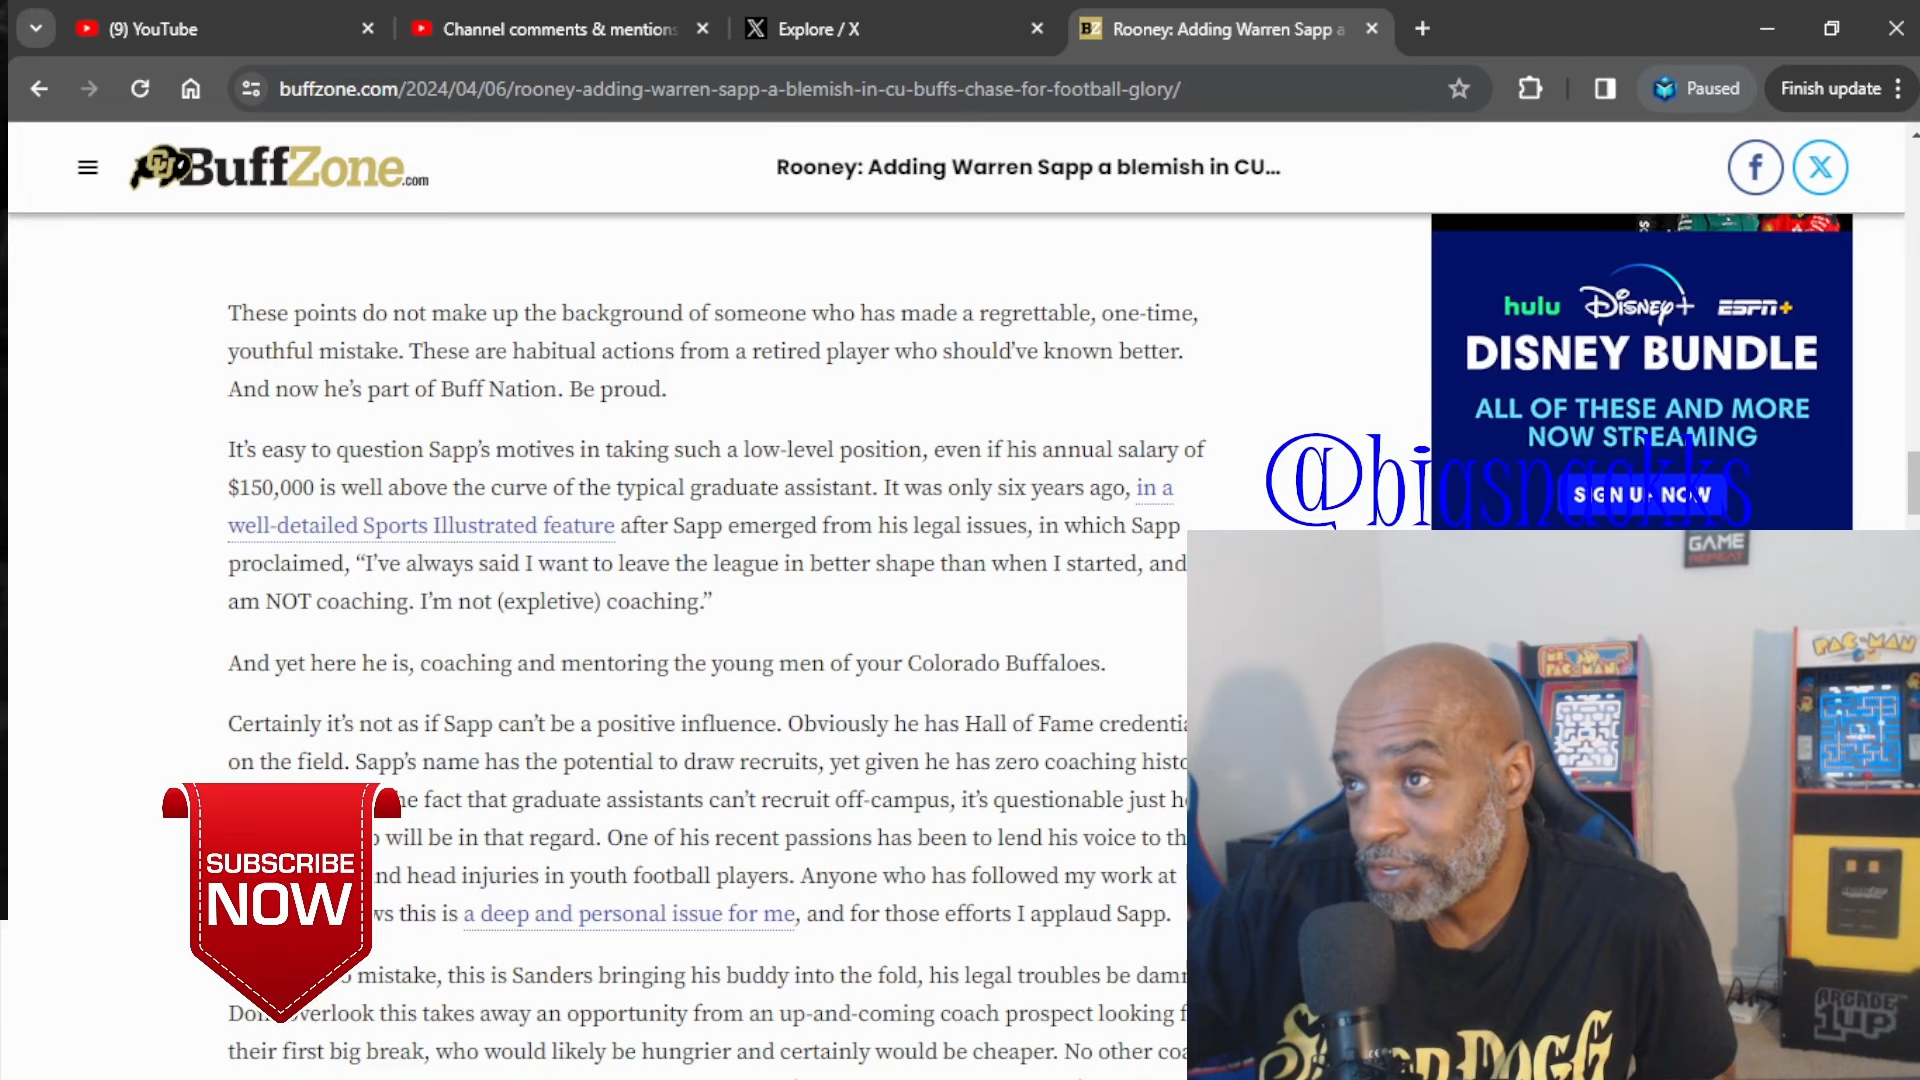 (9) YouTube
Channel comments & mentions
Explore / X
Rooney: Adding Warren Sapp a
buffzone.com/2024/04/06/rooney-adding-warren-sapp-a-blemish-in-cu-buffs-chase-for-football-glory/
Paused
Finish update
BuffZone.com
Rooney: Adding Warren Sapp a blemish in CU...
These points do not make up the background of someone who has made a regrettable, one-time,
youthful mistake. These are habitual actions from a retired player who should've known better.
And now he's part of Buff Nation. Be proud.
It's easy to question Sapp's motives in taking such a low-level position, even if his annual salary of
$150,000 is well above the curve of the typical graduate assistant. It was only six years ago, in a
well-detailed Sports Illustrated feature after Sapp emerged from his legal issues, in which Sapp
proclaimed, “I've always said I want to leave the league in better shape than when I started, and
am NOT coaching. I'm not (expletive) coaching.”
And yet here he is, coaching and mentoring the young men of your Colorado Buffaloes.
Certainly it's not as if Sapp can't be a positive influence. Obviously he has Hall of Fame
on the field. Sapp's name has the potential to draw recruits, yet given he has zero coaching
fact that graduate assistants can't recruit off-campus, it's questionable just
will be in that regard. One of his recent passions has been to lend his voice to
head injuries in youth football players. Anyone who has followed my work at
this is a deep and personal issue for me, and for those efforts I applaud Sapp.
mistake, this is Sanders bringing his buddy into the fold, his legal troubles be
overlook this takes away an opportunity from an up-and-coming coach prospect looking
their first big break, who would likely be hungrier and certainly would be cheaper. No other
hulu Disney+ ESPN+
DISNEY BUNDLE
ALL OF THESE AND MORE
NOW STREAMING
SIGN UP NOW
@bigsnackks
SUBSCRIBE
NOW
GAME
REPEAT
MS. PAC-MAN
PAC-MAN
ARCADE
1UP